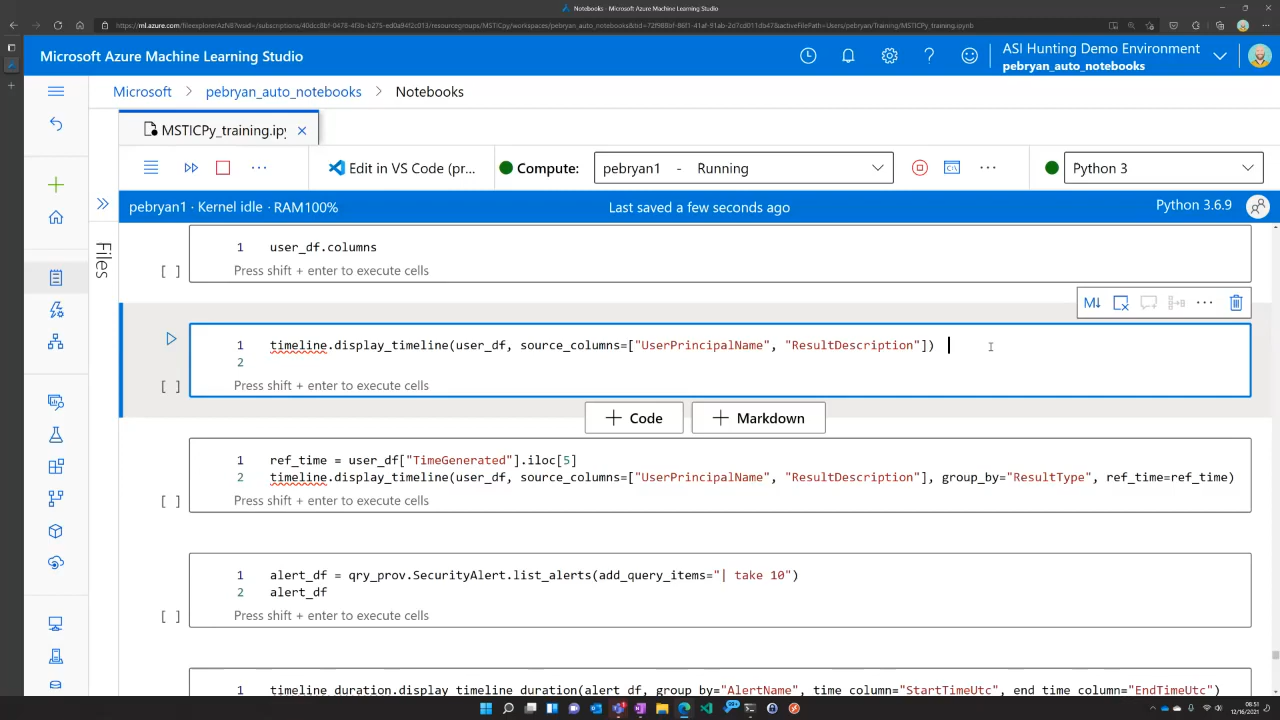 Notebooks - Microsoft Azure Machine Learning Studio
Microsoft Azure Machine Learning Studio
ASI Hunting Demo Environment
pebryan_auto_notebooks
Microsoft > pebryan_auto_notebooks > Notebooks
MSTICPy_training.ipy
Edit in VS Code (pr...
Compute:
pebryan1 - Running
Python 3
pebryan1 · Kernel idle · RAM100%
Last saved a few seconds ago
Python 3.6.9
Files
1 user_df.columns
[ ] Press shift + enter to execute cells
M↓
1 timeline.display_timeline(user_df, source_columns=["UserPrincipalName", "ResultDescription"])
2
[ ] Press shift + enter to execute cells
+ Code
+ Markdown
1 ref_time = user_df["TimeGenerated"].iloc[5]
2 timeline.display_timeline(user_df, source_columns=["UserPrincipalName", "ResultDescription"], group_by="ResultType", ref_time=ref_time)
[ ] Press shift + enter to execute cells
1 alert_df = qry_prov.SecurityAlert.list_alerts(add_query_items="| take 10")
2 alert_df
[ ] Press shift + enter to execute cells
1 timeline_duration.display_timeline_duration(alert_df, group_by="AlertName", time_column="StartTimeUtc", end_time_column="EndTimeUtc")
08:51
12/16/2021